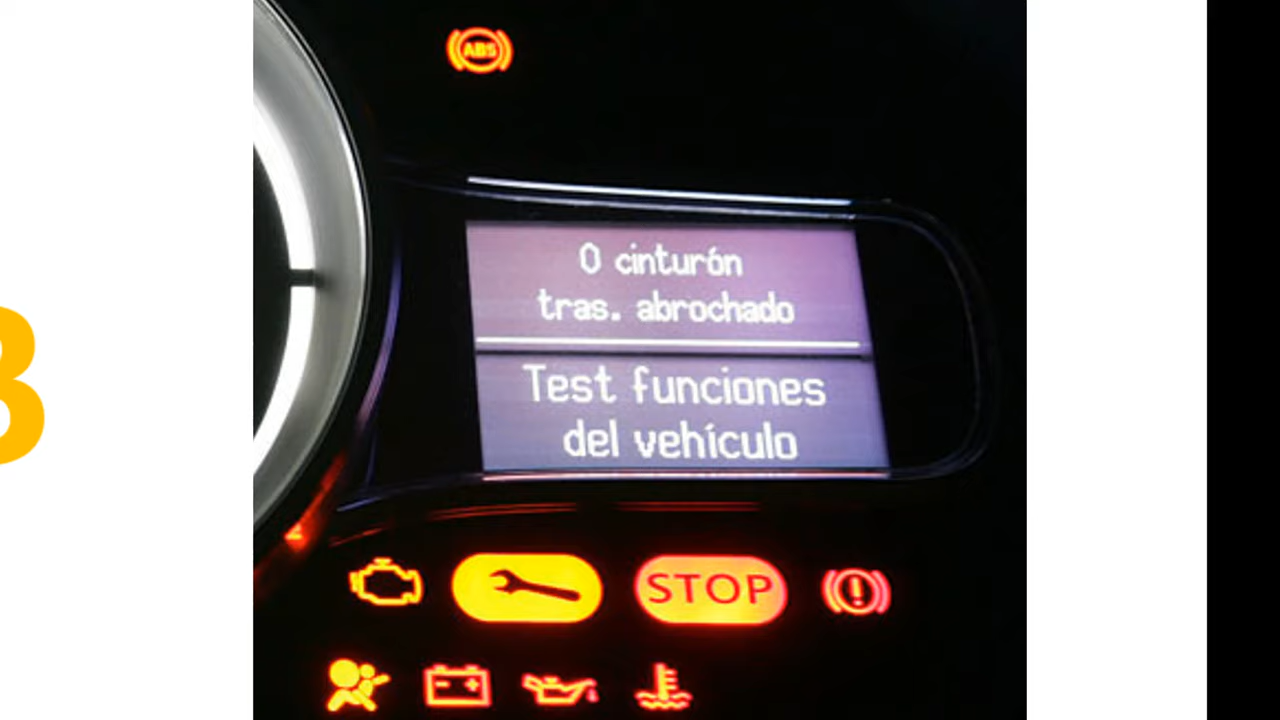 ABS
0 cinturón
tras. abrochado
Test funciones
del vehículo
STOP